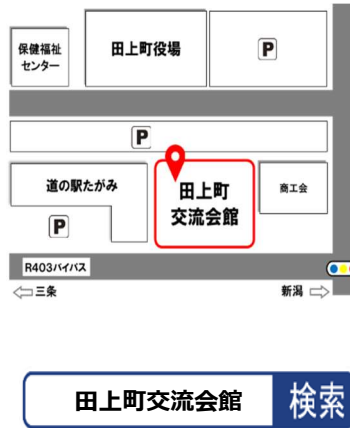 保健福祉
センター
田上町役場
P
P
道の駅たがみ
P
田上町
交流会館
商工会
R403バイパス
三条
新潟
田上町交流会館
検索